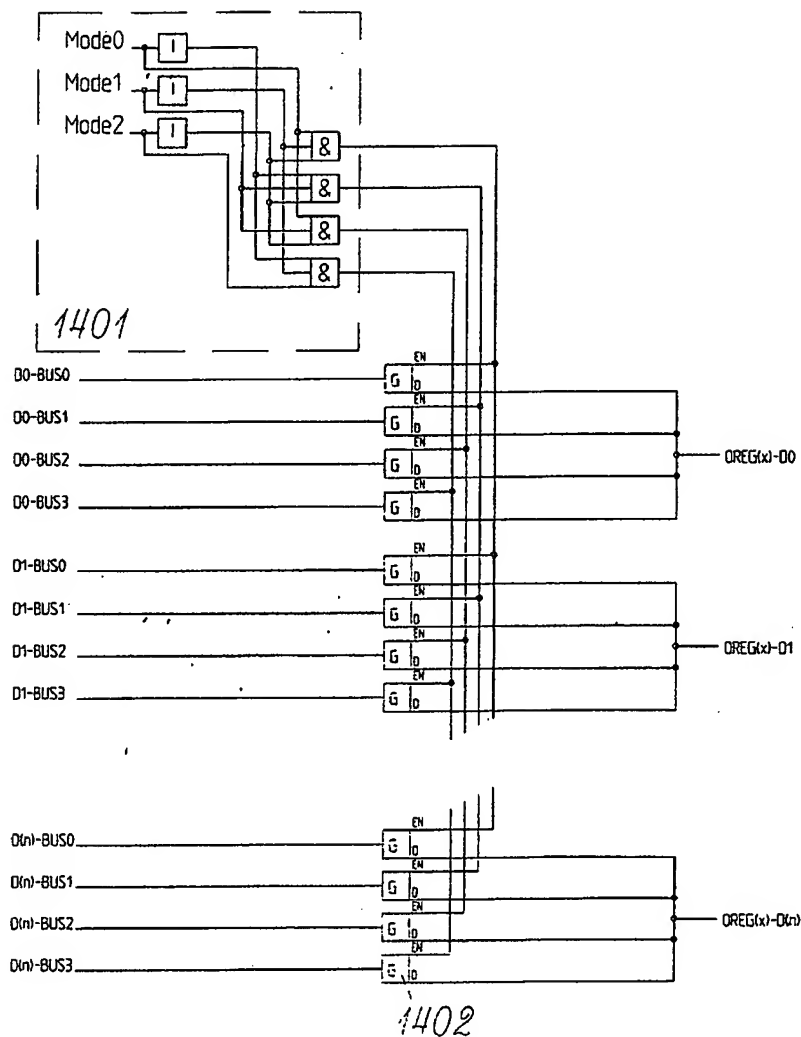 Mode0
I
Mode1
I
Mode2
I
&
&
&
&
1401
D0-BUS0
G
EN
D
D0-BUS1
G
EN
D
D0-BUS2
G
EN
D
D0-BUS3
G
EN
D
OREG(x)-D0
D1-BUS0
G
EN
D
D1-BUS1
G
EN
D
D1-BUS2
G
EN
D
D1-BUS3
G
EN
D
OREG(x)-D1
D(n)-BUS0
G
EN
D
D(n)-BUS1
G
EN
D
D(n)-BUS2
G
EN
D
D(n)-BUS3
G
EN
D
OREG(x)-D(n)
1402